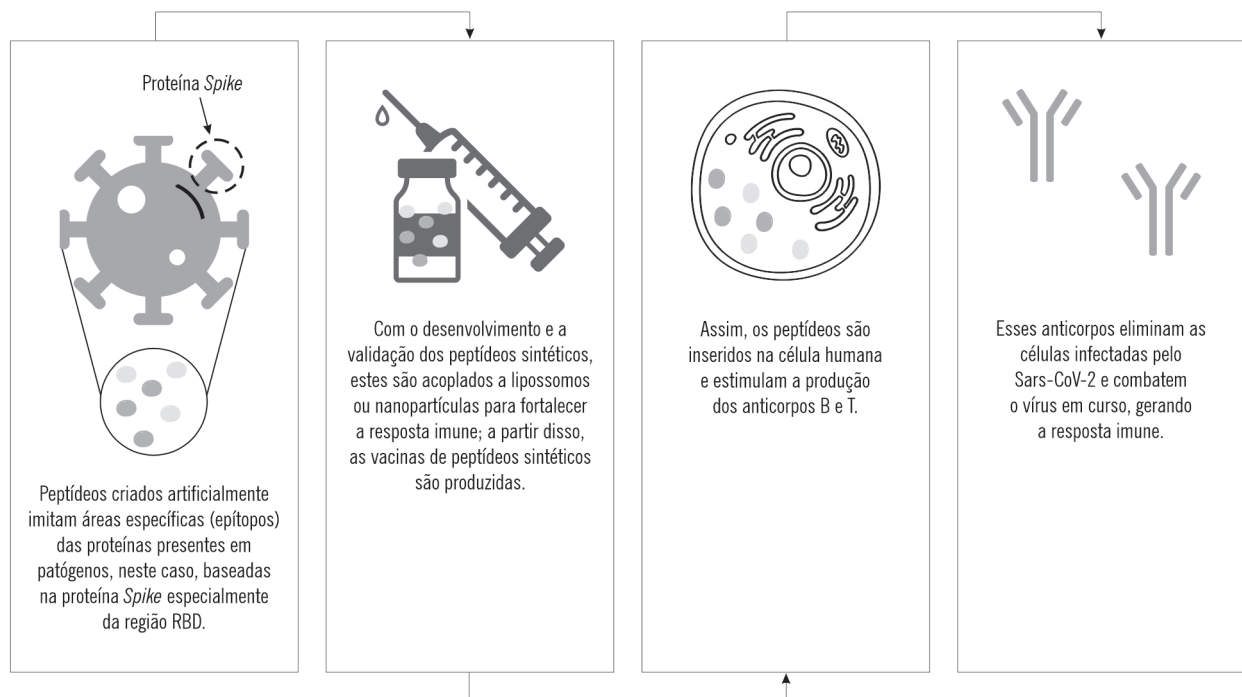 Proteína Spike
Peptídeos criados artificialmente
imitam áreas específicas (epítopos)
das proteínas presentes em
patógenos, neste caso, baseadas
na proteína Spike especialmente
da região RBD.
Com o desenvolvimento e a
validação dos peptídeos sintéticos,
estes são acoplados a lipossomos
ou nanopartículas para fortalecer
a resposta imune; a partir disso,
as vacinas de peptídeos sintéticos
são produzidas.
Assim, os peptídeos são
inseridos na célula humana
e estimulam a produção
dos anticorpos B e T.
Esses anticorpos eliminam as
células infectadas pelo
Sars-CoV-2 e combatem
o vírus em curso, gerando
a resposta imune.